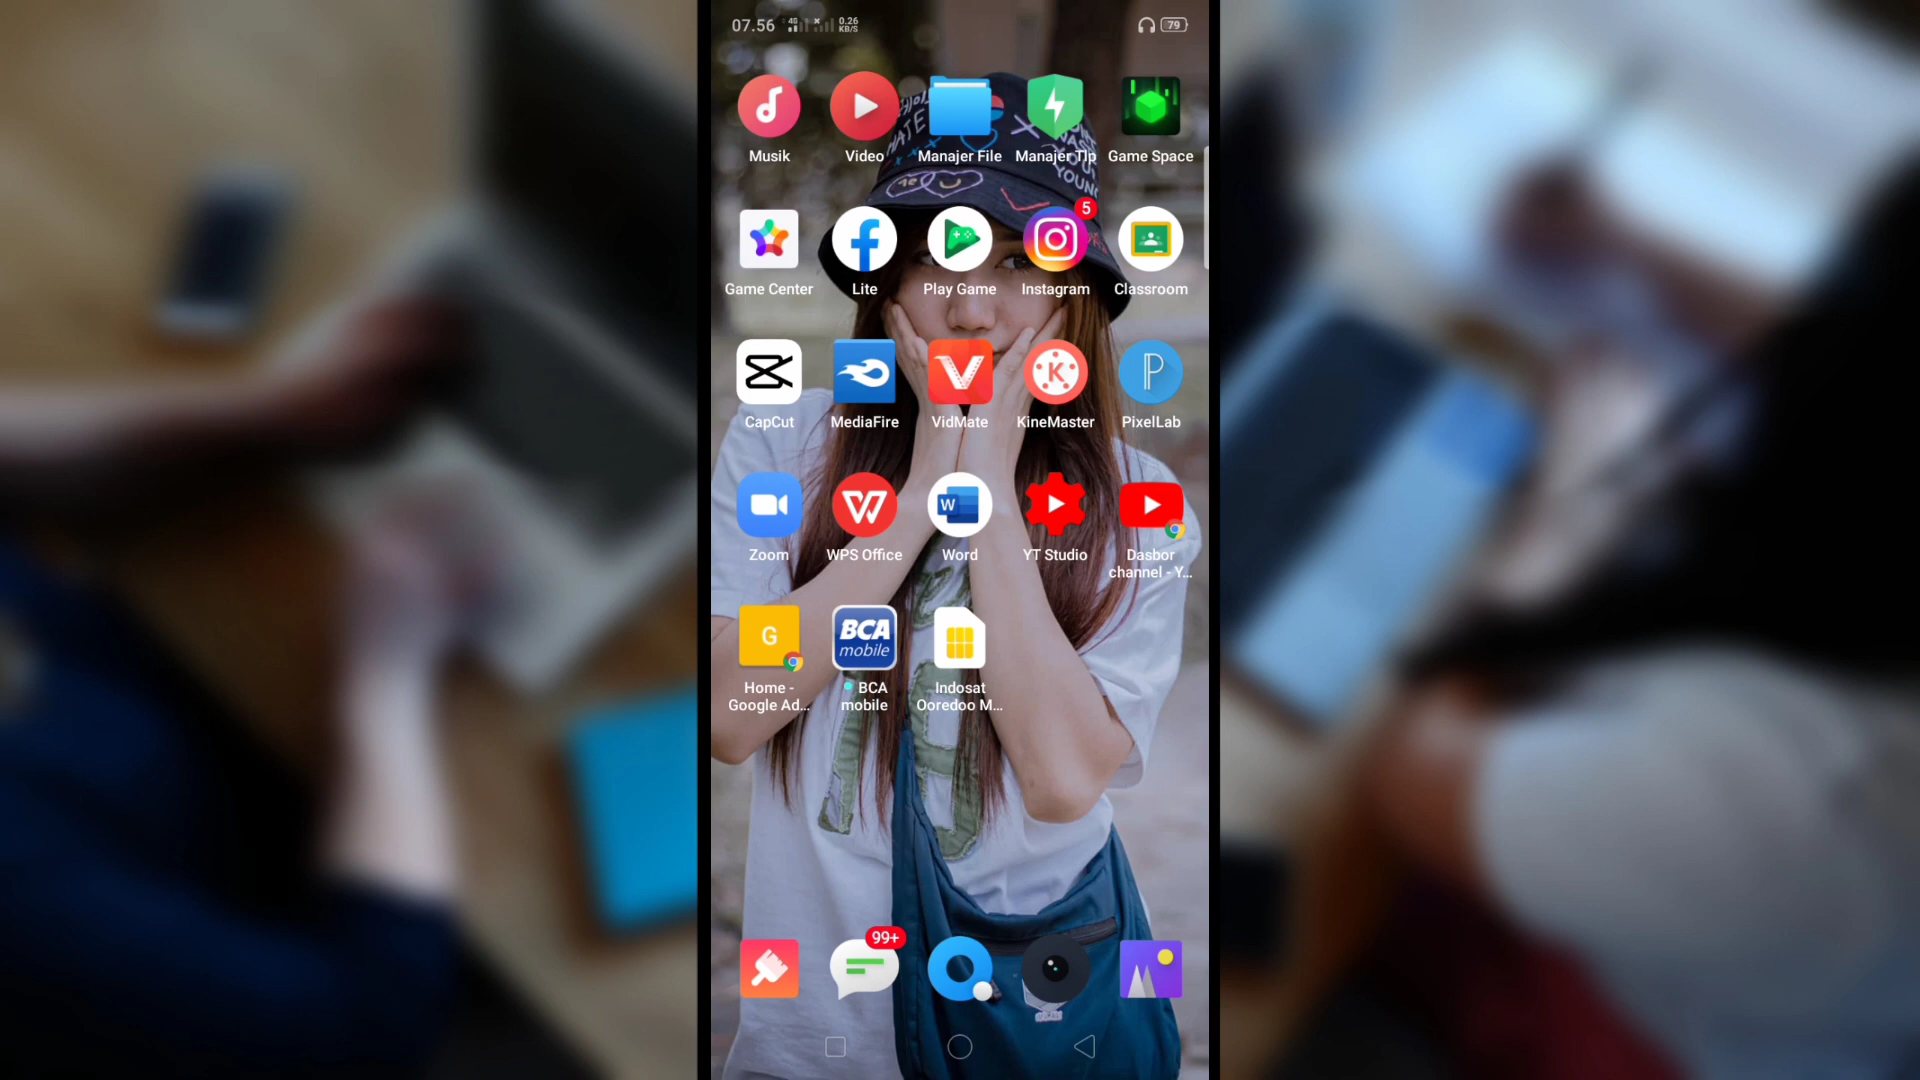 07.56 4G 0.26 KB/S 79
Musik Video Manajer File Manajer Tlp Game Space
5
Game Center Lite Play Game Instagram Classroom
CapCut MediaFire VidMate KineMaster PixelLab
W
Zoom WPS Office Word YT Studio Dasbor channel - Y...
G BCA mobile
Home - Google Ad... BCA mobile Indosat Ooredoo M...
99+